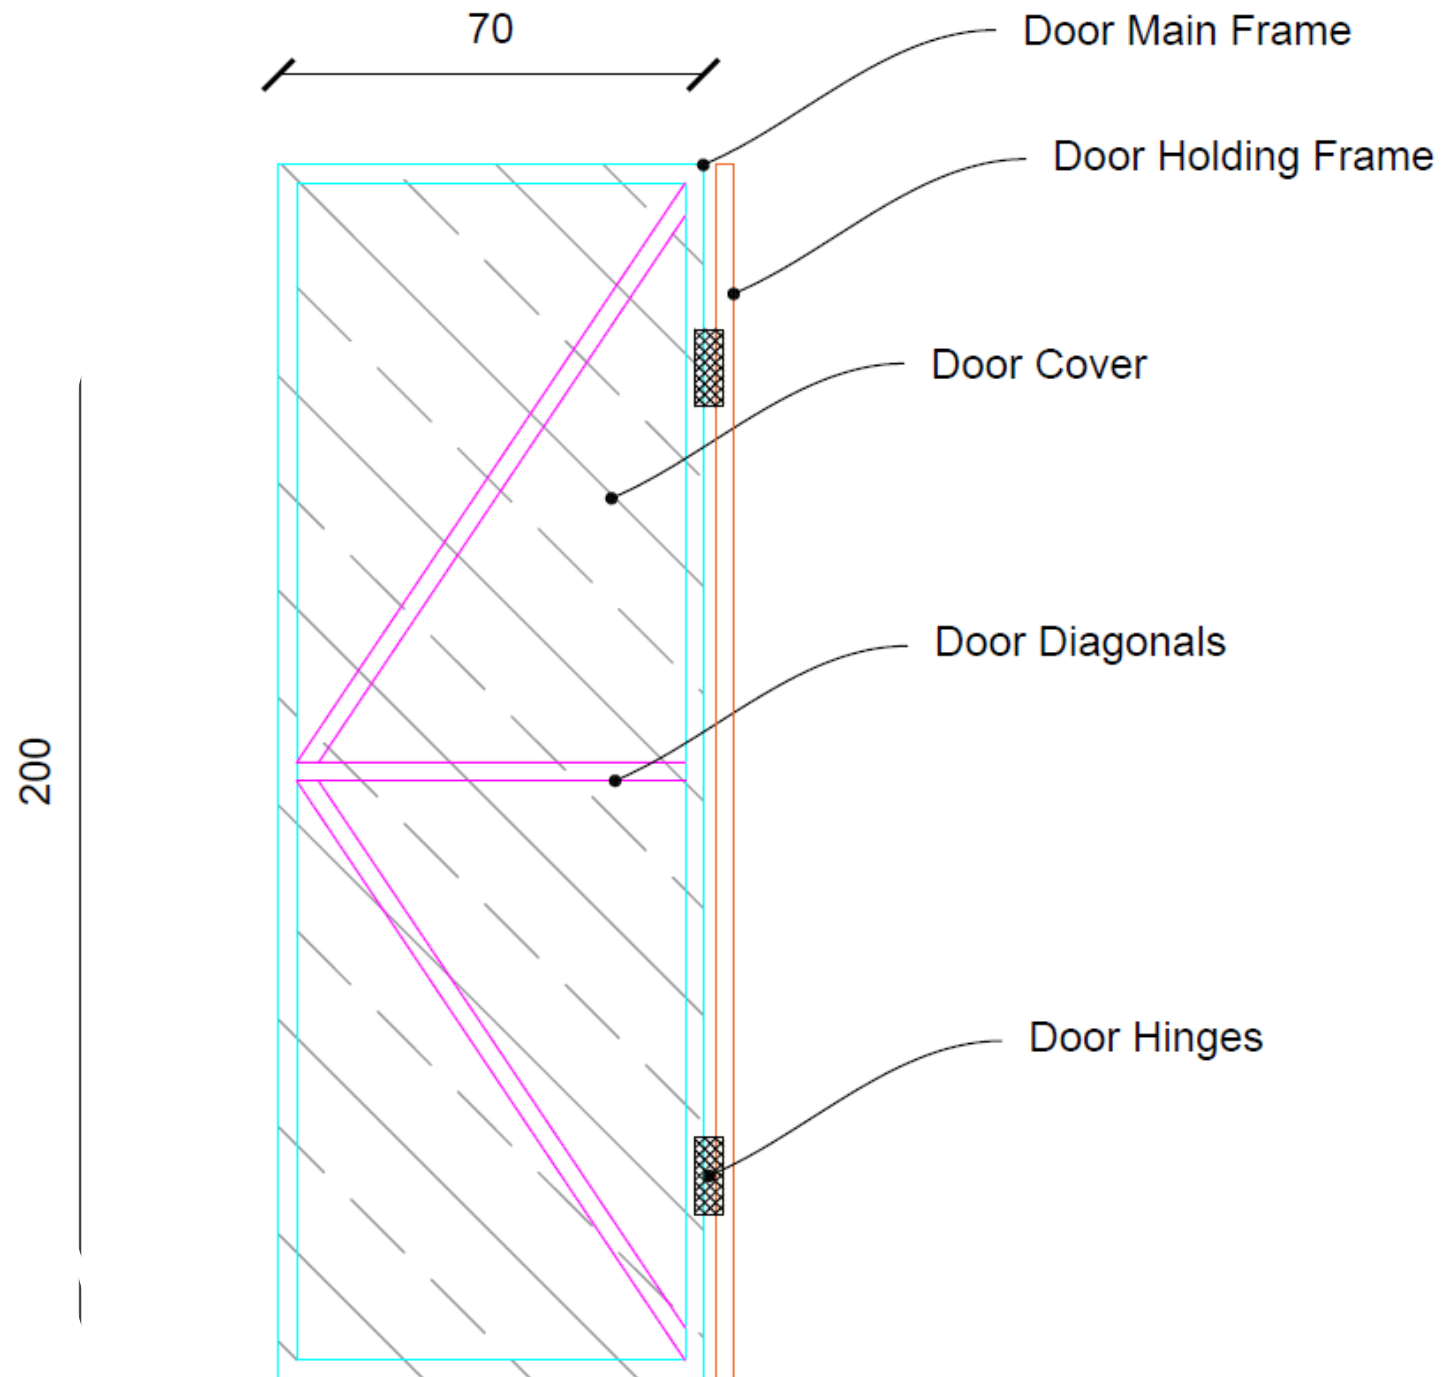 70
Door Main Frame
Door Holding Frame
Door Cover
Door Diagonals
200
Door Hinges